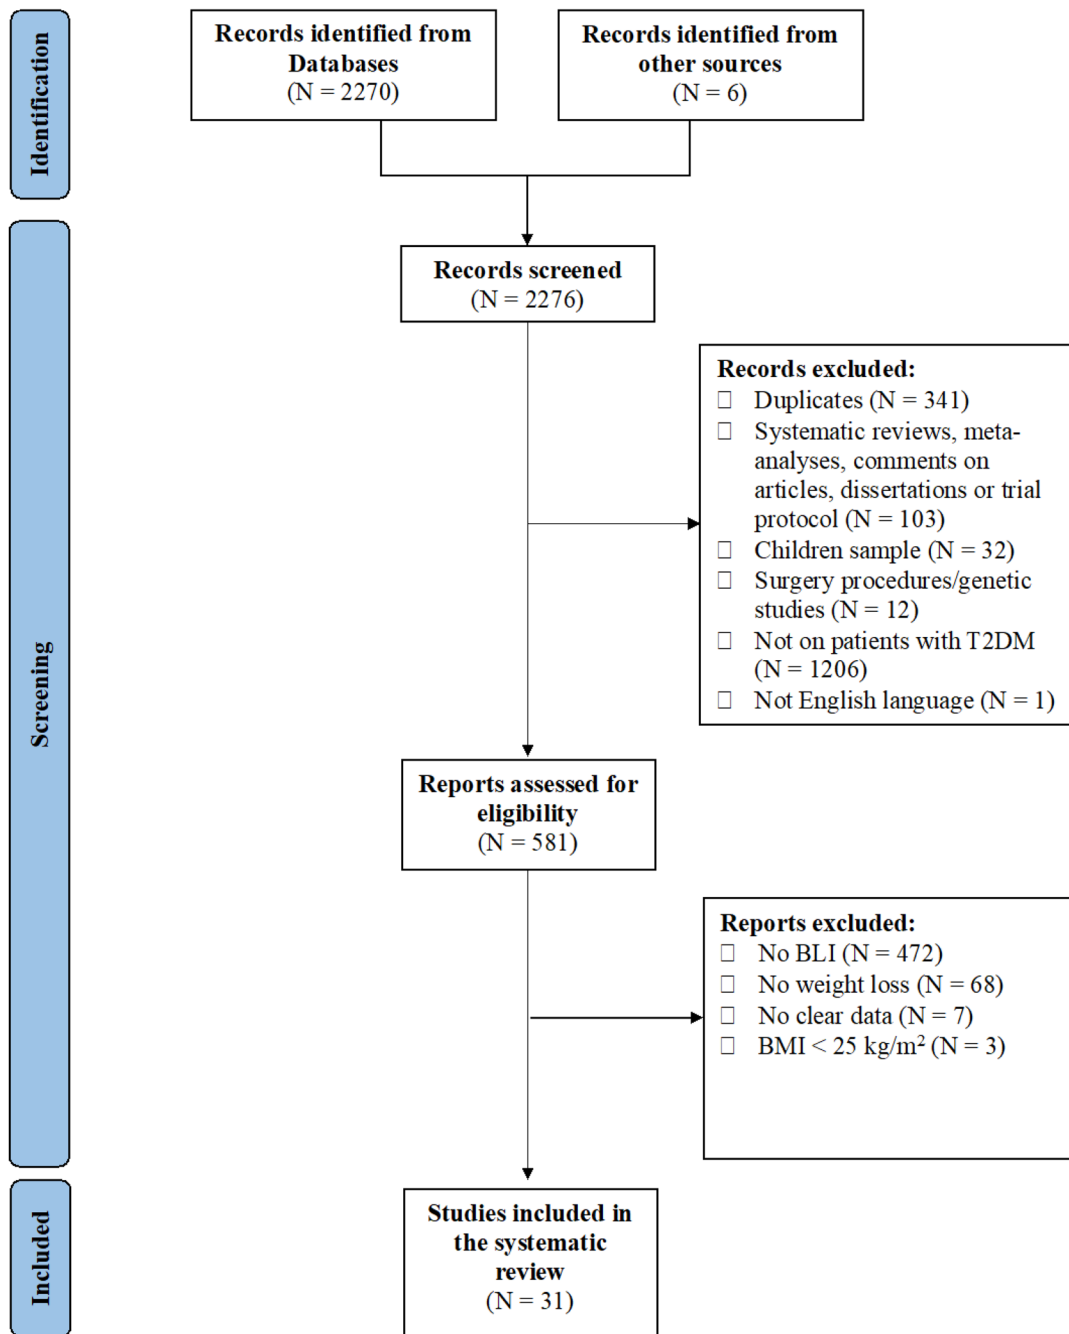 Identification
Records identified from
Databases
(N = 2270)
Records identified from
other sources
(N = 6)
Screening
Records screened
(N = 2276)
Records excluded:
Duplicates (N = 341)
Systematic reviews, meta-
analyses, comments on
articles, dissertations or trial
protocol (N = 103)
Children sample (N = 32)
Surgery procedures/genetic
studies (N = 12)
Not on patients with T2DM
(N = 1206)
Not English language (N = 1)
Reports assessed for
eligibility
(N = 581)
Reports excluded:
No BLI (N = 472)
No weight loss (N = 68)
No clear data (N = 7)
BMI < 25 kg/m² (N = 3)
Included
Studies included in
the systematic
review
(N = 31)